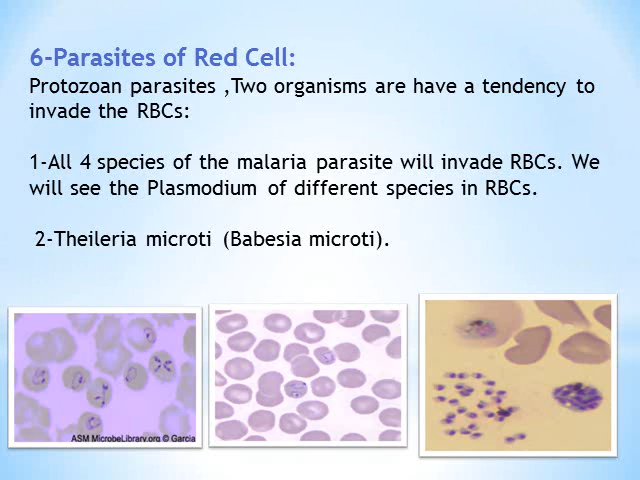 6-Parasites of Red Cell:
Protozoan parasites ,Two organisms are have a tendency to
invade the RBCs:
1-All 4 species of the malaria parasite will invade RBCs. We
will see the Plasmodium of different species in RBCs.
2-Theileria microti (Babesia microti).
ASM MicrobeLibrary.org © Garcia